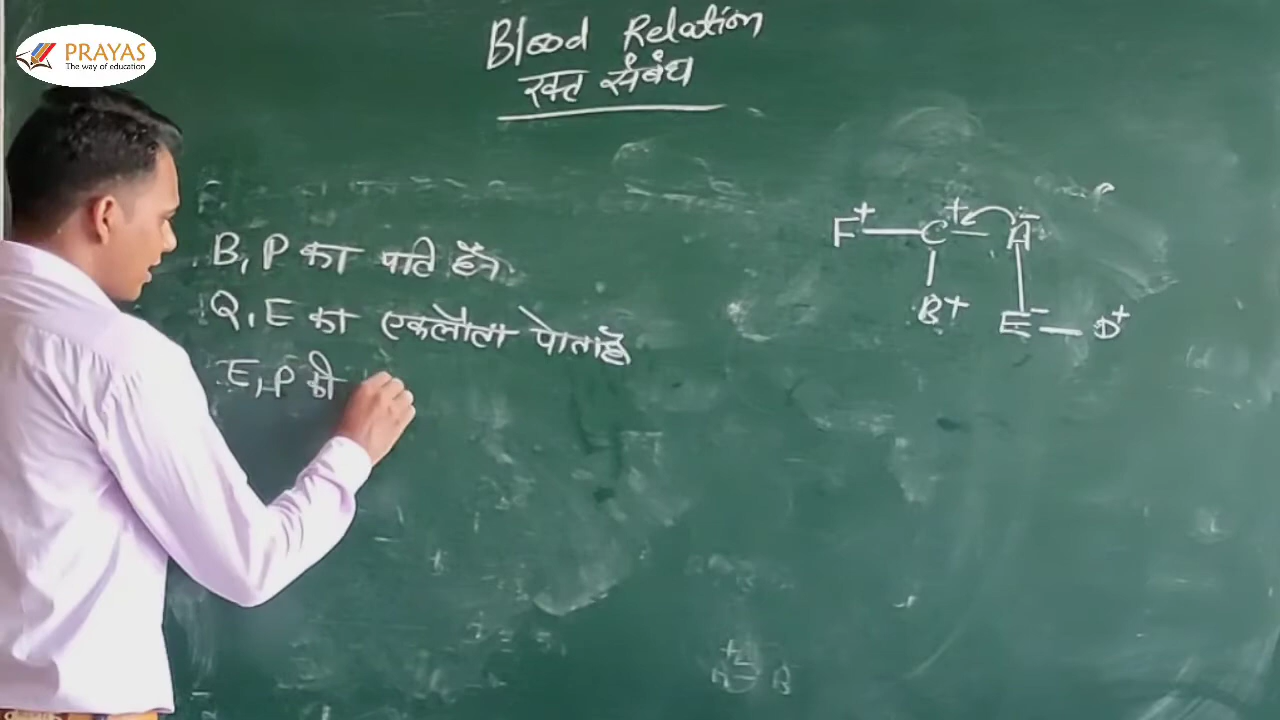 PRAYAS
The way of education
Blood Relation
रक्त संबंध
B, P का पति है
Q, E का एकलौता पोता है
E, P की
F+ C+ A-
B+ E- D+